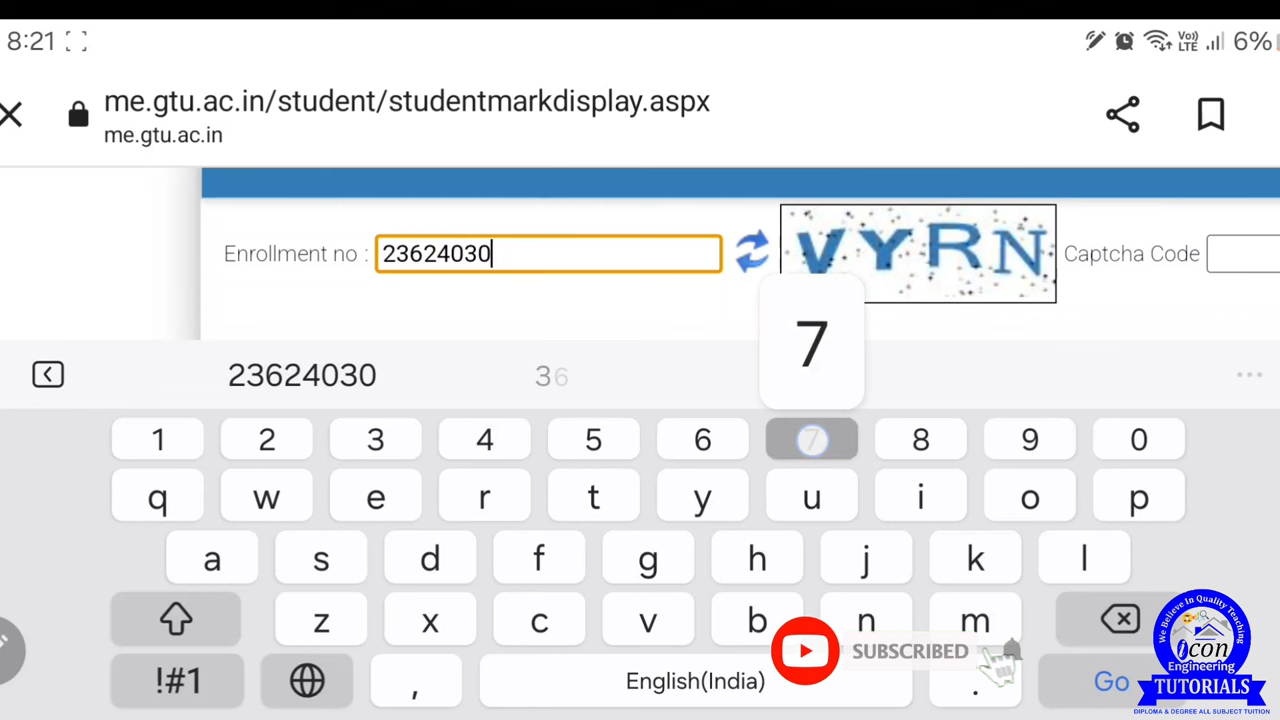 8:21
Vo)) LTE 6%
me.gtu.ac.in/student/studentmarkdisplay.aspx
me.gtu.ac.in
Enrollment no : 23624030 VYRN Captcha Code
7
23624030 36 ...
1 2 3 4 5 6 7 8 9 0
q w e r t y u i o p
a s d f g h j k l
z x c v b n m
!#1 , English(India) . Go
SUBSCRIBED
We Believe In Quality Teaching
icon
Engineering
TUTORIALS
DIPLOMA & DEGREE ALL SUBJECT TUITION